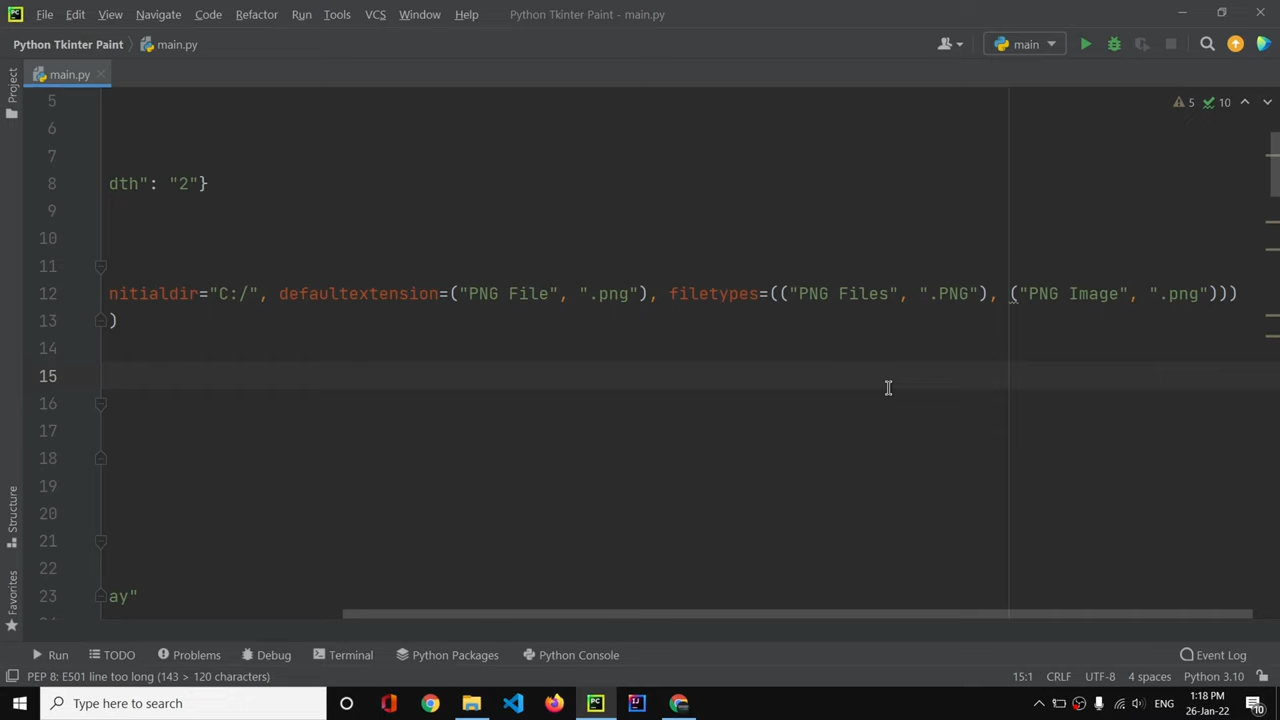 File Edit View Navigate Code Refactor Run Tools VCS Window Help Python Tkinter Paint - main.py
Python Tkinter Paint main.py main
Project
main.py
5 10
5
6
7
8 dth": "2"}
9
10
11
12 nitialdir="C:/", defaultextension=("PNG File", ".png"), filetypes=(("PNG Files", ".PNG"), ("PNG Image", ".png")))
13 )
14
15
16
17
18
19
20
21
22
23 ay"
Structure
Favorites
Run TODO Problems Debug Terminal Python Packages Python Console Event Log
PEP 8: E501 line too long (143 > 120 characters) 15:1 CRLF UTF-8 4 spaces Python 3.10
Type here to search ENG 1:18 PM
26-Jan-22 10